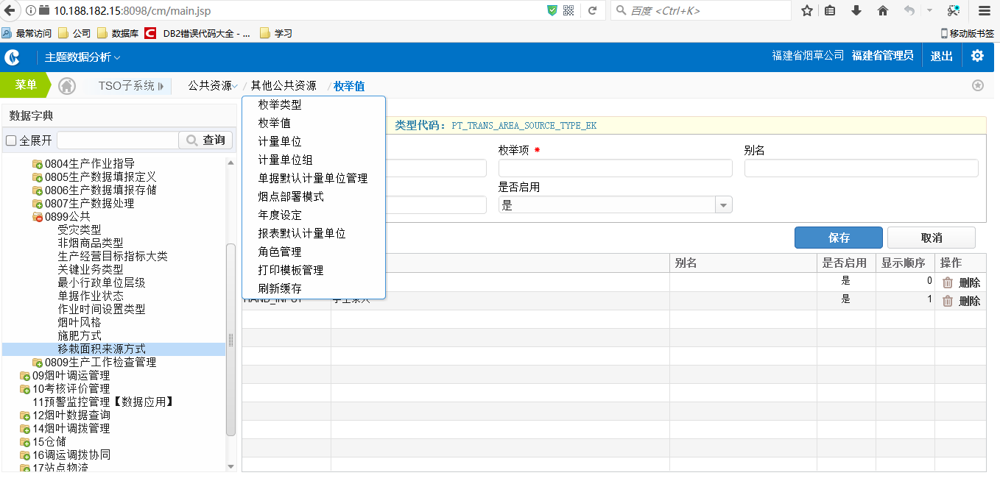 10.188.182.15:8098/cm/main.jsp
百度 <Ctrl+K>
最常访问 公司 数据库 DB2错误代码大全 - ... 学习 移动版书签
主题数据分析 福建省烟草公司 福建省管理员 退出
菜单 TSO子系统 公共资源 / 其他公共资源 / 枚举值
枚举类型
枚举值
计量单位
计量单位组
单据默认计量单位管理
烟点部署模式
年度设定
报表默认计量单位
角色管理
打印模板管理
刷新缓存
数据字典
全展开 查询
0804生产作业指导
0805生产数据填报定义
0806生产数据填报存储
0807生产数据处理
0899公共
受灾类型
非烟商品类型
生产经营目标指标大类
关键业务类型
最小行政单位层级
单据作业状态
作业时间设置类型
烟叶风格
施肥方式
移栽面积来源方式
0809生产工作检查管理
09烟叶调运管理
10考核评价管理
11预警监控管理【数据应用】
12烟叶数据查询
14烟叶调拨管理
15仓储
16调运调拨协同
17站点物流
类型代码：PT_TRANS_AREA_SOURCE_TYPE_EK
枚举项 * 别名
是否启用
是
保存 取消
别名 是否启用 显示顺序 操作
是 0 删除
HAND_INPUT 手工录入 是 1 删除